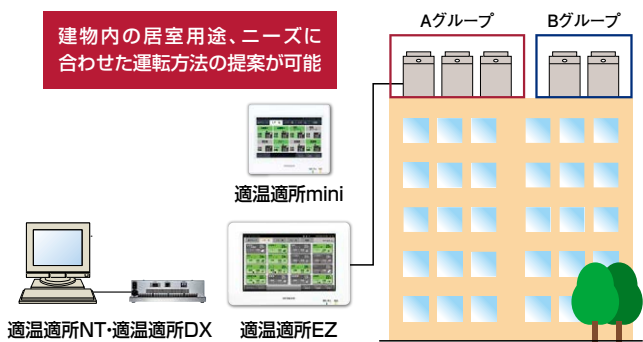 建物内の居室用途、ニーズに
合わせた運転方法の提案が可能
Aグループ
Bグループ
適温適所mini
適温適所NT・適温適所DX
適温適所EZ